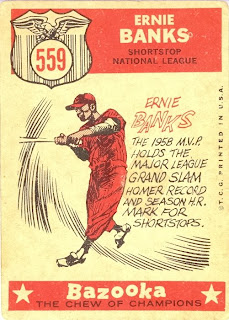 ERNIE
BANKS
SHORTSTOP
NATIONAL LEAGUE
559
ERNIE
BANKS
THE 1958 M.V.P.
HOLDS THE
MAJOR LEAGUE
GRAND SLAM
HOMER RECORD
AND SEASON H.R.
MARK FOR
SHORTSTOPS.
© T.C.G. PRINTED IN U.S.A.
Bazooka
THE CHEW OF CHAMPIONS